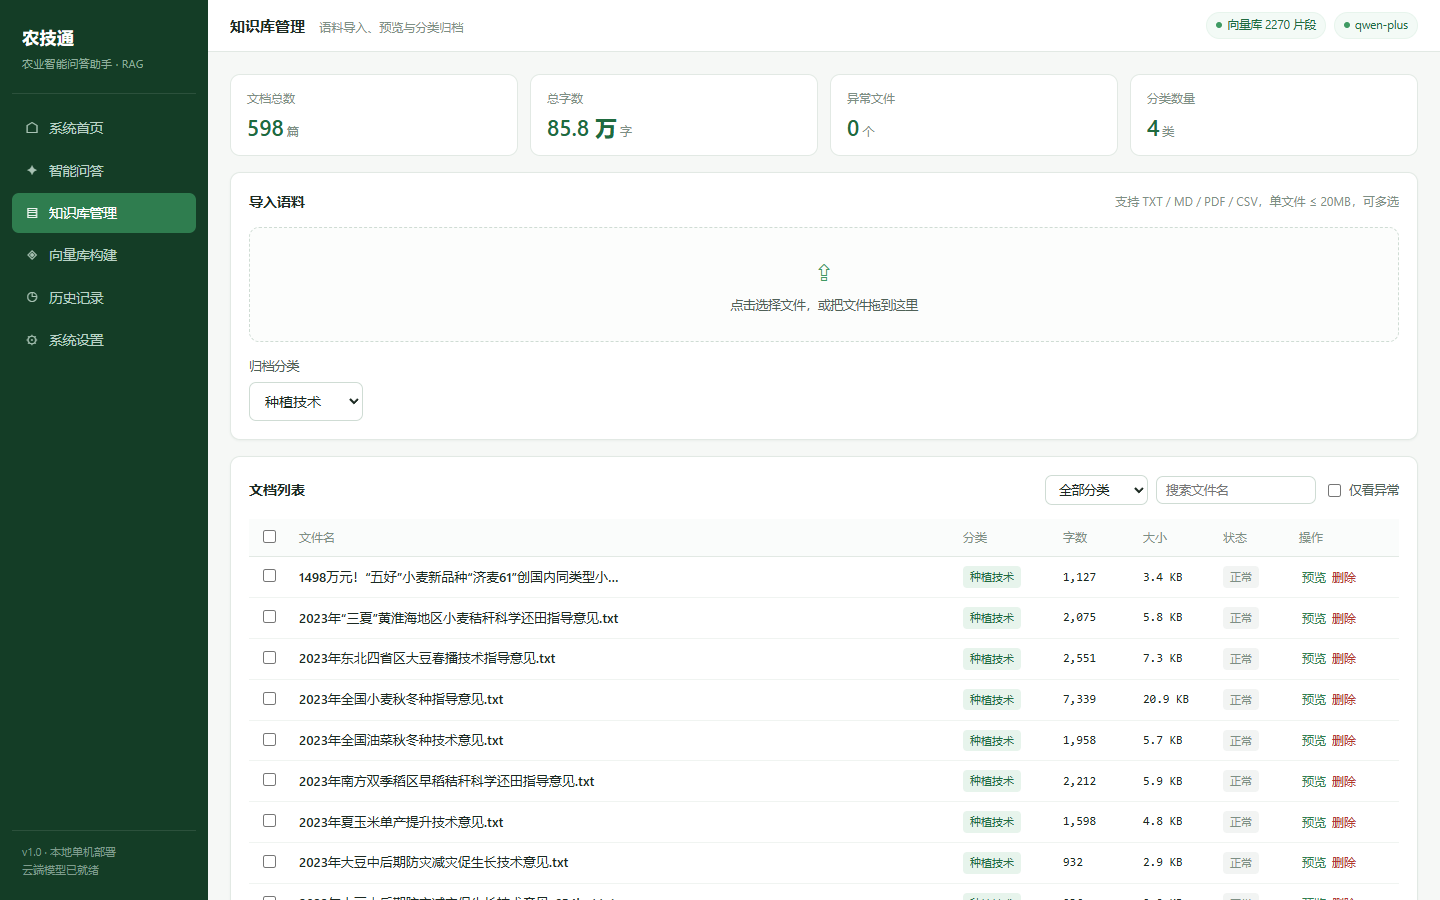 农技通
农业智能问答助手 · RAG
系统首页
智能问答
知识库管理
向量库构建
历史记录
系统设置
v1.0 · 本地单机部署
云端模型已就绪
知识库管理 语料导入、预览与分类归档
向量库 2270 片段 qwen-plus
文档总数 总字数 异常文件 分类数量
598 篇 85.8 万 字 0 个 4 类
导入语料 支持 TXT / MD / PDF / CSV，单文件 ≤ 20MB，可多选
点击选择文件，或把文件拖到这里
归档分类
种植技术
文档列表 全部分类 搜索文件名 仅看异常
文件名 分类 字数 大小 状态 操作
1498万元！“五好”小麦新品种“济麦61”创国内同类型小... 种植技术 1,127 3.4 KB 正常 预览 删除
2023年“三夏”黄淮海地区小麦秸秆科学还田指导意见.txt 种植技术 2,075 5.8 KB 正常 预览 删除
2023年东北四省区大豆春播技术指导意见.txt 种植技术 2,551 7.3 KB 正常 预览 删除
2023年全国小麦秋冬种指导意见.txt 种植技术 7,339 20.9 KB 正常 预览 删除
2023年全国油菜秋冬种技术意见.txt 种植技术 1,958 5.7 KB 正常 预览 删除
2023年南方双季稻区早稻秸秆科学还田指导意见.txt 种植技术 2,212 5.9 KB 正常 预览 删除
2023年夏玉米单产提升技术意见.txt 种植技术 1,598 4.8 KB 正常 预览 删除
2023年大豆中后期防灾减灾促生长技术意见.txt 种植技术 932 2.9 KB 正常 预览 删除